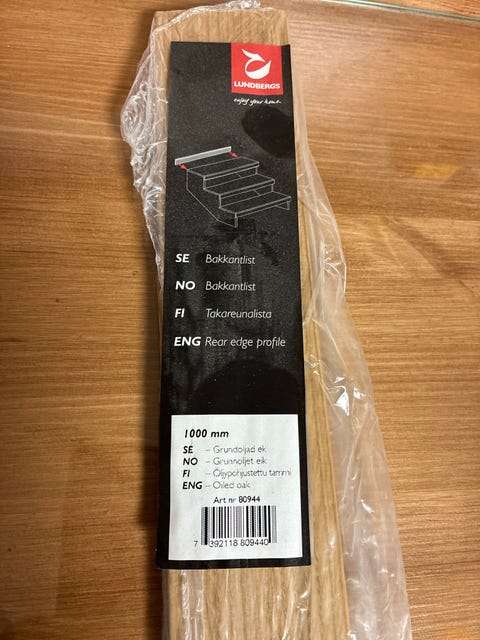 LUNDBERGS
enjoy your home.
SE Bakkantlist
NO Bakkantlist
FI Takareunalista
ENG Rear edge profile
1000 mm
SE – Grundoljad ek
NO – Grunnoljet eik
FI – Öljypohjustettu tammi
ENG – Oiled oak
Art nr 80944
7 392118 809440